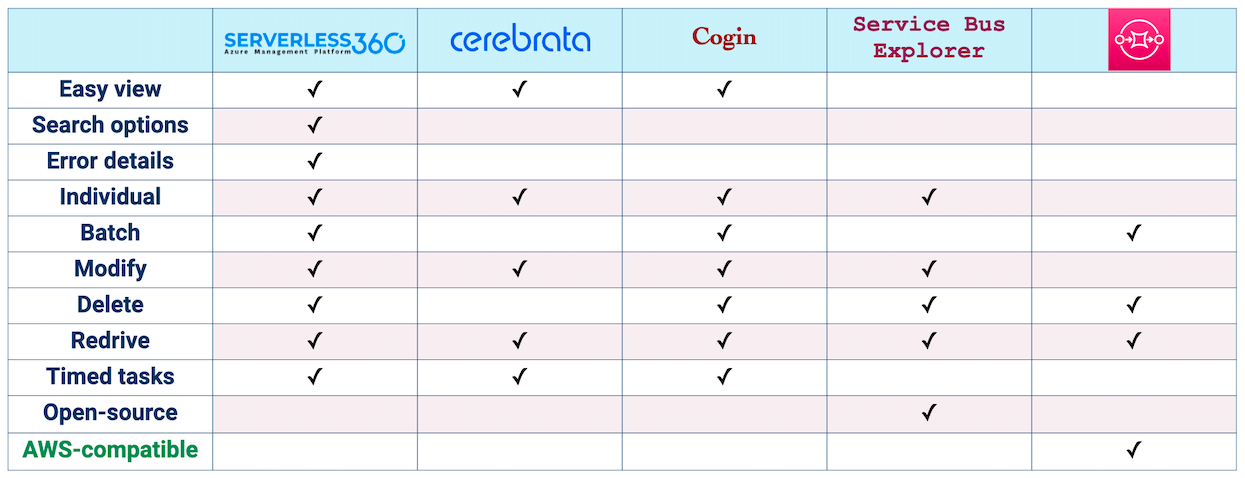 SERVERLESS360
Azure Management Platform
cerebrata
Cogin
Service Bus
Explorer
Easy view ✓ ✓ ✓
Search options ✓
Error details ✓
Individual ✓ ✓ ✓ ✓
Batch ✓ ✓ ✓
Modify ✓ ✓ ✓ ✓
Delete ✓ ✓ ✓ ✓
Redrive ✓ ✓ ✓ ✓ ✓
Timed tasks ✓ ✓ ✓
Open-source ✓
AWS-compatible ✓